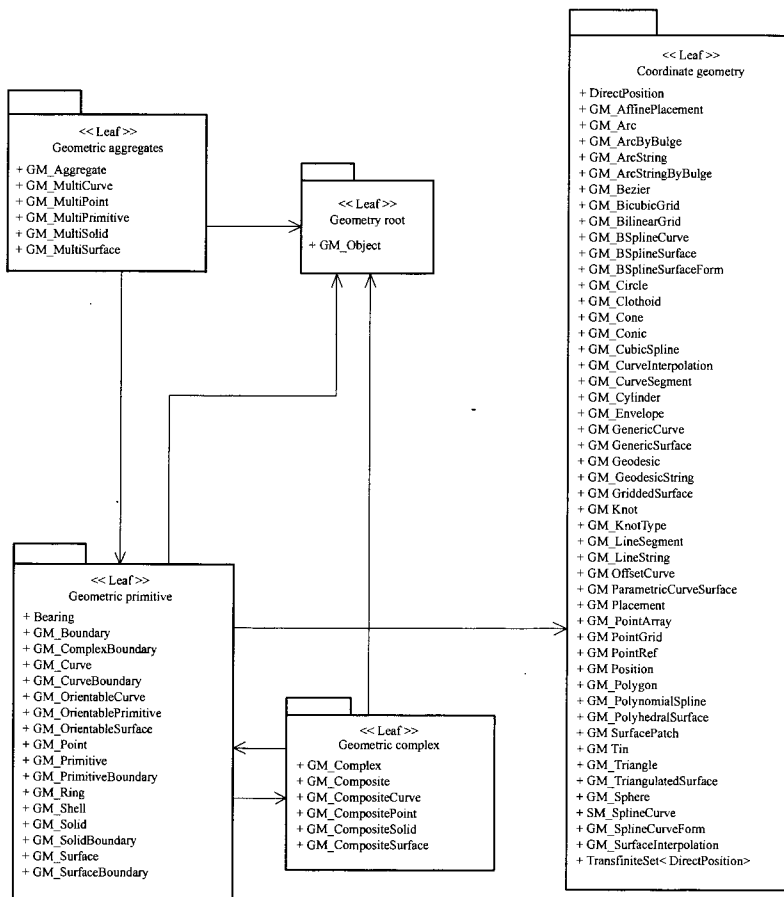 << Leaf >>
Geometric aggregates
+ GM_Aggregate
+ GM_MultiCurve
+ GM_MultiPoint
+ GM_MultiPrimitive
+ GM_MultiSolid
+ GM_MultiSurface
<< Leaf >>
Geometry root
+ GM_Object
<< Leaf >>
Coordinate geometry
+ DirectPosition
+ GM_AffinePlacement
+ GM_Arc
+ GM_ArcByBulge
+ GM_ArcString
+ GM_ArcStringByBulge
+ GM_Bezier
+ GM_BicubicGrid
+ GM_BilinearGrid
+ GM_BSplineCurve
+ GM_BSplineSurface
+ GM_BSplineSurfaceForm
+ GM_Circle
+ GM_Clothoid
+ GM_Cone
+ GM_Conic
+ GM_CubicSpline
+ GM_CurveInterpolation
+ GM_CurveSegment
+ GM_Cylinder
+ GM_Envelope
+ GM GenericCurve
+ GM GenericSurface
+ GM Geodesic
+ GM_GeodesicString
+ GM GriddedSurface
+ GM Knot
+ GM_KnotType
+ GM_LineSegment
+ GM_LineString
+ GM OffsetCurve
+ GM ParametricCurveSurface
+ GM Placement
+ GM_PointArray
+ GM PointGrid
+ GM PointRef
+ GM Position
+ GM_Polygon
+ GM_PolynomialSpline
+ GM_PolyhedralSurface
+ GM SurfacePatch
+ GM Tin
+ GM_Triangle
+ GM_TriangulatedSurface
+ GM_Sphere
+ SM_SplineCurve
+ GM_SplineCurveForm
+ GM_SurfaceInterpolation
+ TransfiniteSet< DirectPosition>
<< Leaf >>
Geometric primitive
+ Bearing
+ GM_Boundary
+ GM_ComplexBoundary
+ GM_Curve
+ GM_CurveBoundary
+ GM_OrientableCurve
+ GM_OrientablePrimitive
+ GM_OrientableSurface
+ GM_Point
+ GM_Primitive
+ GM_PrimitiveBoundary
+ GM_Ring
+ GM_Shell
+ GM_Solid
+ GM_SolidBoundary
+ GM_Surface
+ GM_SurfaceBoundary
<< Leaf >>
Geometric complex
+ GM_Complex
+ GM_Composite
+ GM_CompositeCurve
+ GM_CompositePoint
+ GM_CompositeSolid
+ GM_CompositeSurface